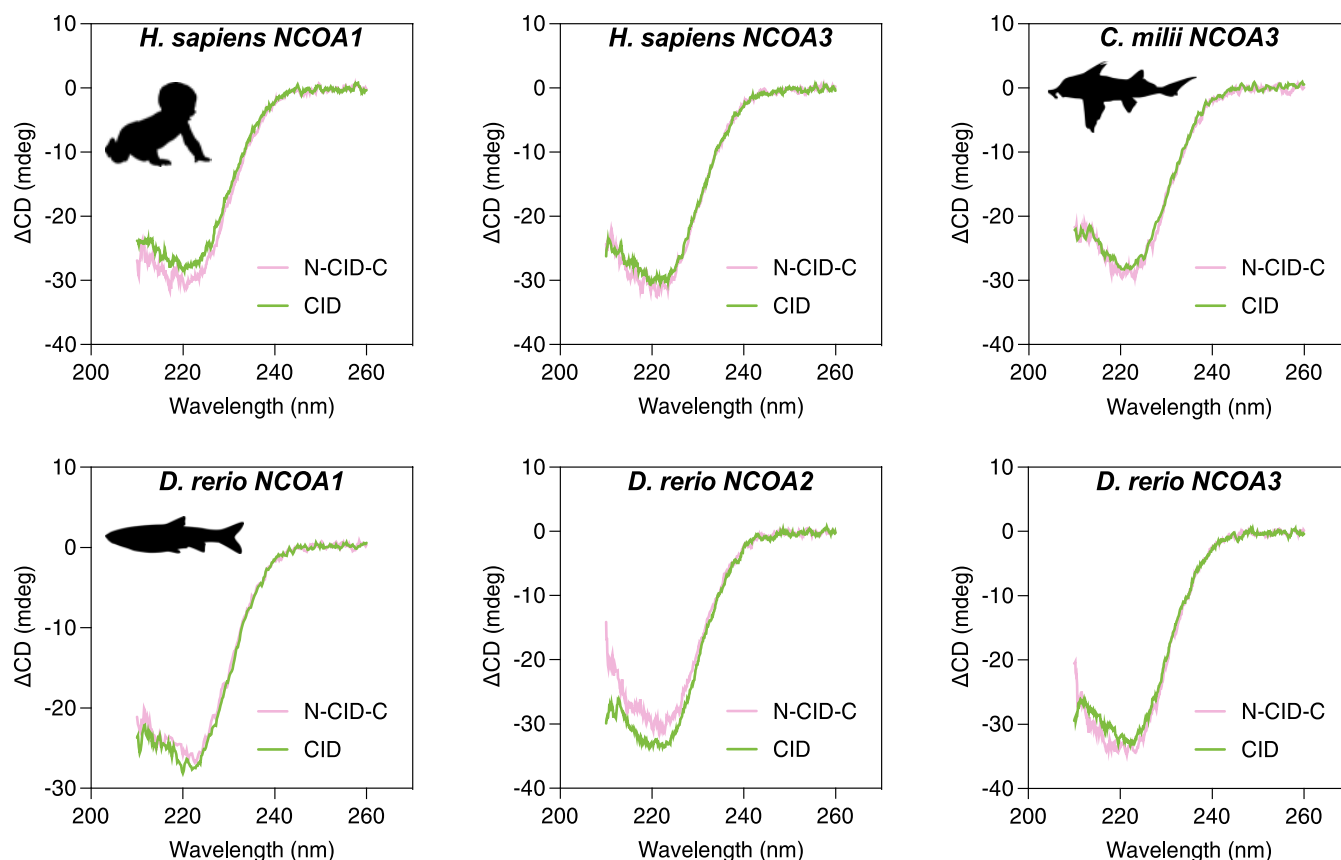 H. sapiens NCOA1
10
0
-10
-20
-30
-40
200
220
240
260
ΔCD (mdeg)
Wavelength (nm)
N-CID-C
CID
H. sapiens NCOA3
10
0
-10
-20
-30
-40
200
220
240
260
ΔCD (mdeg)
Wavelength (nm)
N-CID-C
CID
C. milii NCOA3
10
0
-10
-20
-30
-40
200
220
240
260
ΔCD (mdeg)
Wavelength (nm)
N-CID-C
CID
D. rerio NCOA1
10
0
-10
-20
-30
200
220
240
260
ΔCD (mdeg)
Wavelength (nm)
N-CID-C
CID
D. rerio NCOA2
10
0
-10
-20
-30
-40
200
220
240
260
ΔCD (mdeg)
Wavelength (nm)
N-CID-C
CID
D. rerio NCOA3
10
0
-10
-20
-30
-40
200
220
240
260
ΔCD (mdeg)
Wavelength (nm)
N-CID-C
CID